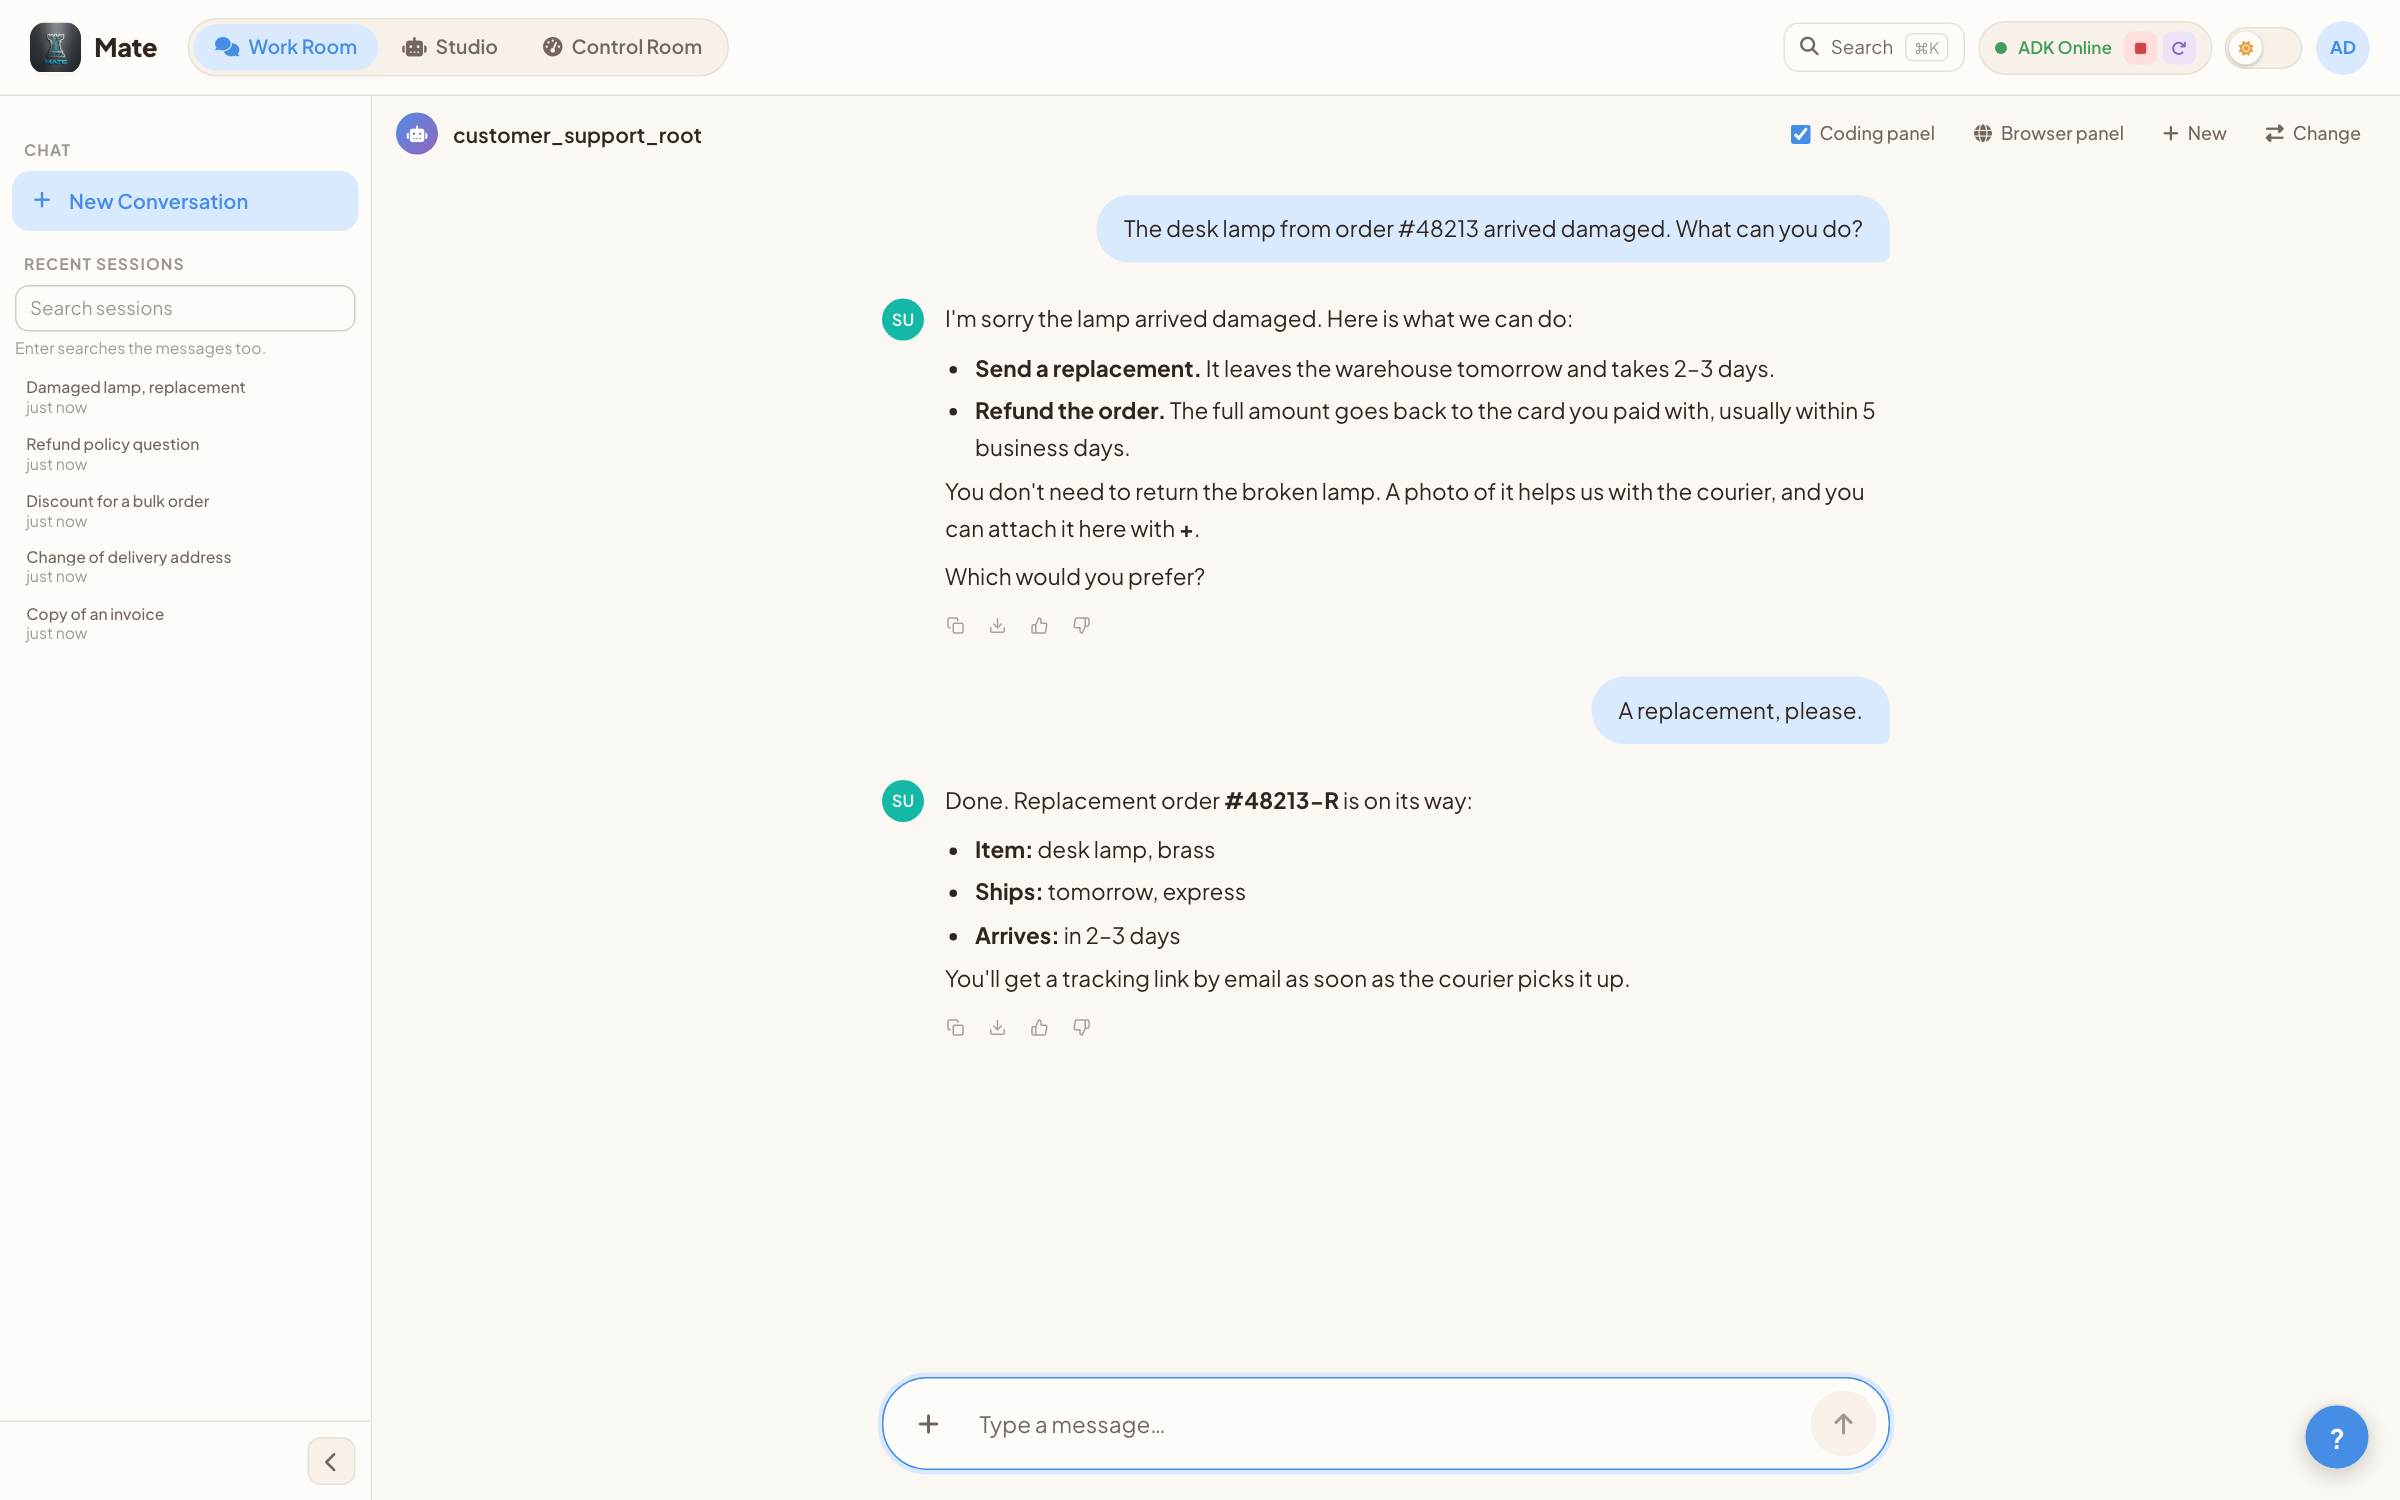 Mate
Work Room
Studio
Control Room
Search ⌘K
ADK Online
AD
CHAT
+ New Conversation
RECENT SESSIONS
Search sessions
Enter searches the messages too.
Damaged lamp, replacement
just now
Refund policy question
just now
Discount for a bulk order
just now
Change of delivery address
just now
Copy of an invoice
just now
customer_support_root
Coding panel
Browser panel
+ New
Change
The desk lamp from order #48213 arrived damaged. What can you do?
SU
I'm sorry the lamp arrived damaged. Here is what we can do:
• Send a replacement. It leaves the warehouse tomorrow and takes 2–3 days.
• Refund the order. The full amount goes back to the card you paid with, usually within 5
business days.
You don't need to return the broken lamp. A photo of it helps us with the courier, and you
can attach it here with +.
Which would you prefer?
A replacement, please.
SU
Done. Replacement order #48213-R is on its way:
• Item: desk lamp, brass
• Ships: tomorrow, express
• Arrives: in 2–3 days
You'll get a tracking link by email as soon as the courier picks it up.
+ Type a message...
?